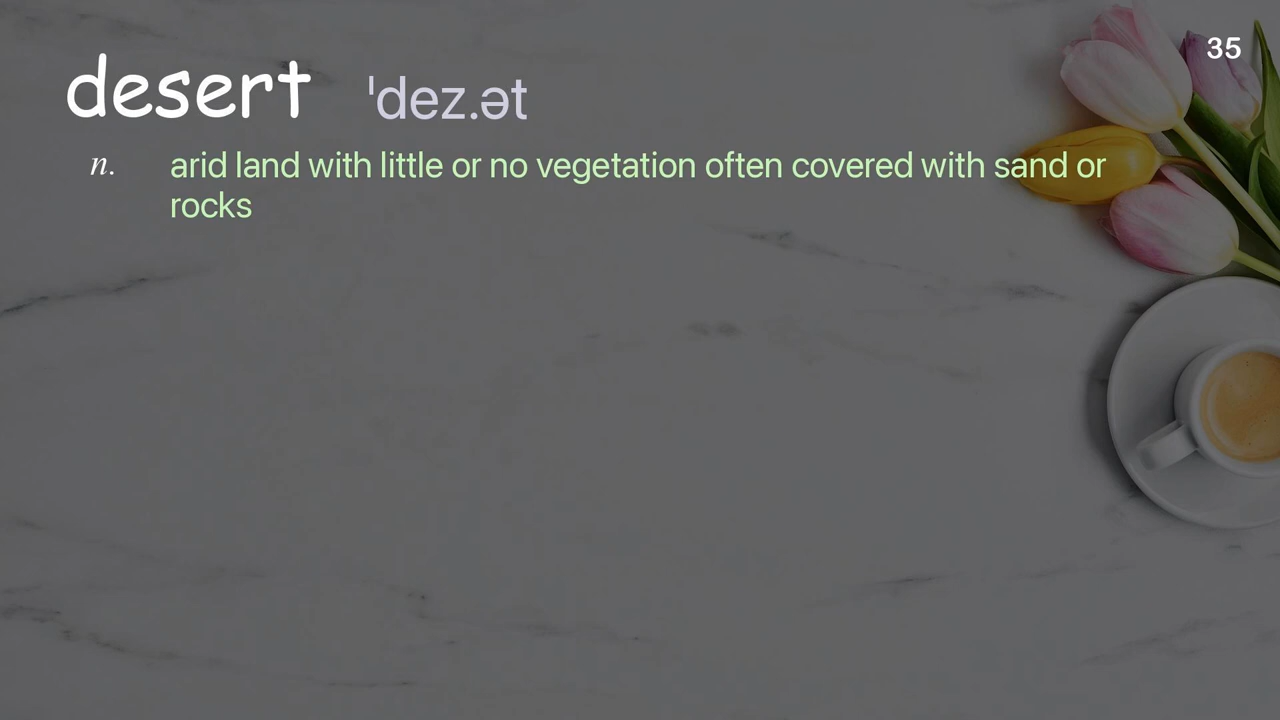 35
desert ˈdez.ət
n. arid land with little or no vegetation often covered with sand or
rocks